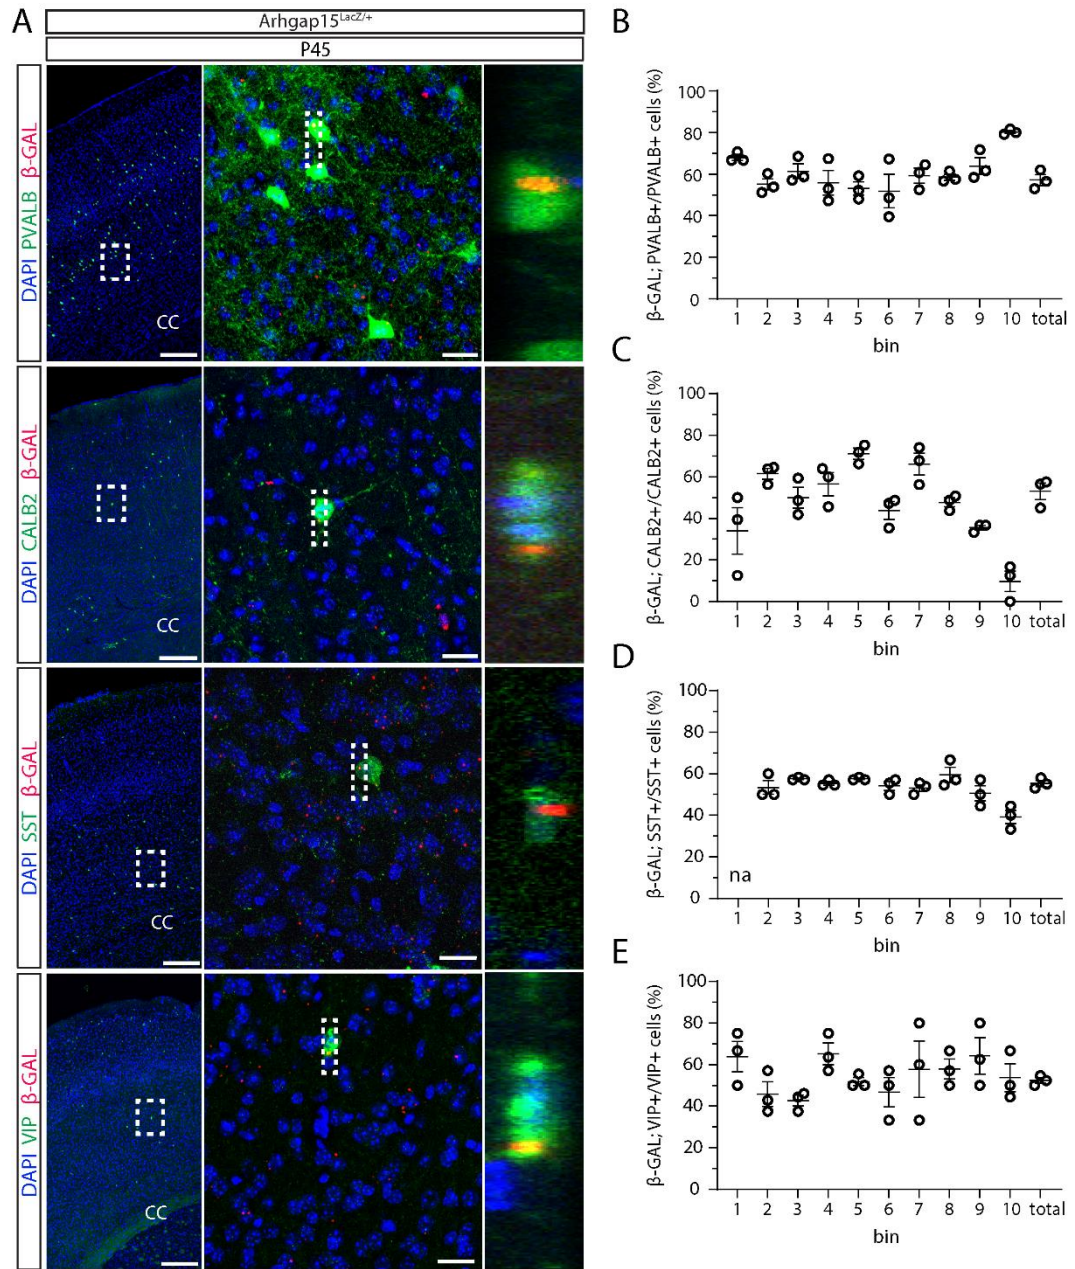 A
Arhgap15LacZ/+
P45
DAPI PVALB β-GAL
CC
DAPI CALB2 β-GAL
CC
DAPI SST β-GAL
CC
DAPI VIP β-GAL
CC
B
β-GAL; PVALB+/PVALB+ cells (%)
100
80
60
40
20
0
1 2 3 4 5 6 7 8 9 10 total
bin
C
β-GAL; CALB2+/CALB2+ cells (%)
100
80
60
40
20
0
1 2 3 4 5 6 7 8 9 10 total
bin
D
β-GAL; SST+/SST+ cells (%)
100
80
60
40
20
0
na
1 2 3 4 5 6 7 8 9 10 total
bin
E
β-GAL; VIP+/VIP+ cells (%)
100
80
60
40
20
0
1 2 3 4 5 6 7 8 9 10 total
bin